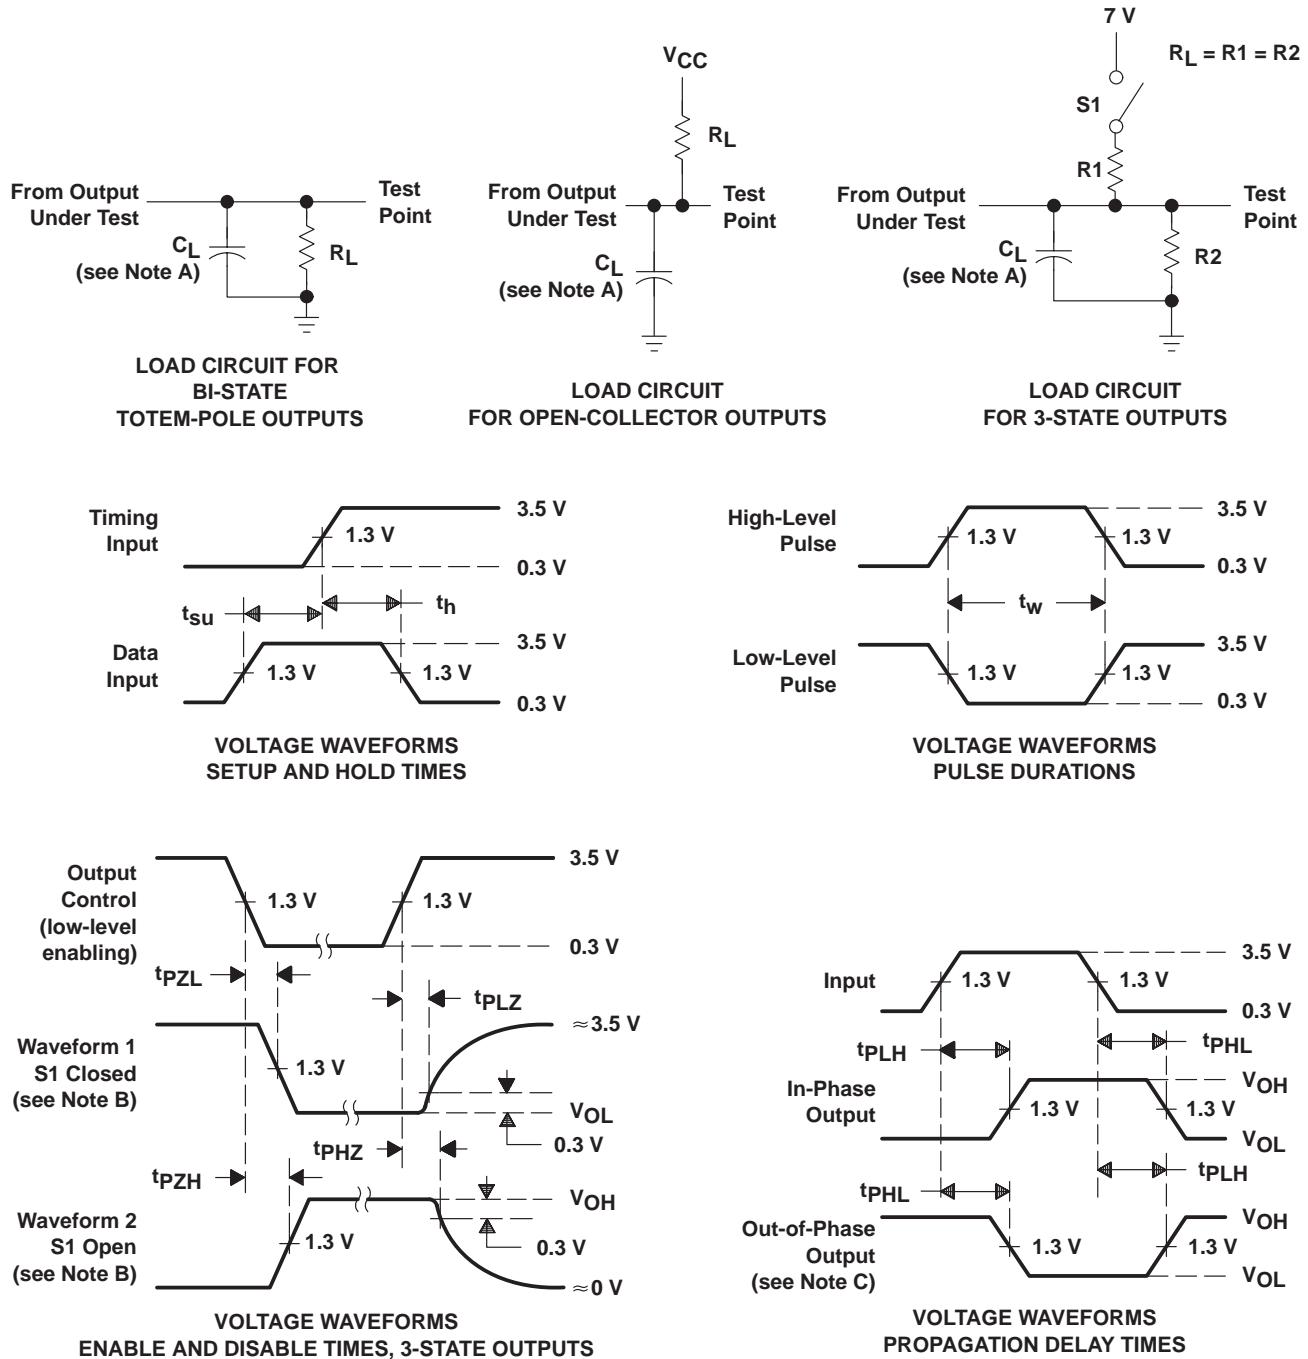 From Output
Under Test
CL
(see Note A)
RL
Test
Point
LOAD CIRCUIT FOR
BI-STATE
TOTEM-POLE OUTPUTS
VCC
RL
From Output
Under Test
Test
Point
CL
(see Note A)
LOAD CIRCUIT
FOR OPEN-COLLECTOR OUTPUTS
7 V
RL = R1 = R2
S1
R1
From Output
Under Test
Test
Point
CL
(see Note A)
R2
LOAD CIRCUIT
FOR 3-STATE OUTPUTS
Timing
Input
1.3 V
3.5 V
0.3 V
tsu
th
Data
Input
1.3 V
1.3 V
3.5 V
0.3 V
VOLTAGE WAVEFORMS
SETUP AND HOLD TIMES
High-Level
Pulse
1.3 V
1.3 V
3.5 V
0.3 V
tw
Low-Level
Pulse
1.3 V
1.3 V
3.5 V
0.3 V
VOLTAGE WAVEFORMS
PULSE DURATIONS
Output
Control
(low-level
enabling)
1.3 V
1.3 V
3.5 V
0.3 V
tPZL
tPLZ
Waveform 1
S1 Closed
(see Note B)
1.3 V
≈3.5 V
VOL
0.3 V
tPHZ
tPZH
Waveform 2
S1 Open
(see Note B)
1.3 V
VOH
0.3 V
≈0 V
VOLTAGE WAVEFORMS
ENABLE AND DISABLE TIMES, 3-STATE OUTPUTS
Input
1.3 V
1.3 V
3.5 V
0.3 V
tPLH
tPHL
In-Phase
Output
1.3 V
1.3 V
VOH
VOL
tPHL
tPLH
Out-of-Phase
Output
(see Note C)
1.3 V
1.3 V
VOH
VOL
VOLTAGE WAVEFORMS
PROPAGATION DELAY TIMES